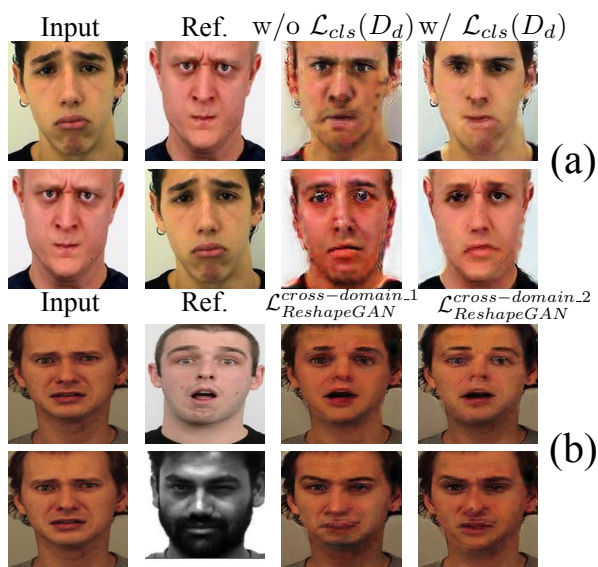 Input Ref. w/o $\mathcal{L}_{cls}(D_d)$ w/ $\mathcal{L}_{cls}(D_d)$
(a)
Input Ref. $\mathcal{L}_{ReshapeGAN}^{cross-domain\_1}$ $\mathcal{L}_{ReshapeGAN}^{cross-domain\_2}$
(b)